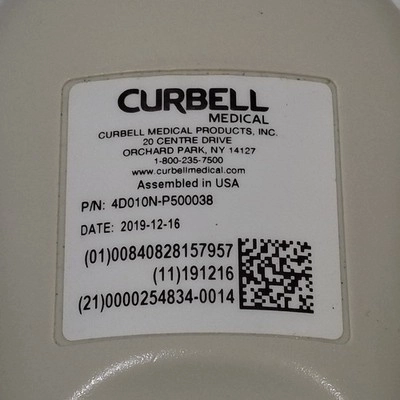 CURBELL
MEDICAL
CURBELL MEDICAL PRODUCTS, INC.
20 CENTRE DRIVE
ORCHARD PARK, NY 14127
1-800-235-7500
www.curbellmedical.com
Assembled in USA
P/N: 4D010N-P500038
DATE: 2019-12-16
(01)00840828157957
(11)191216
(21)0000254834-0014